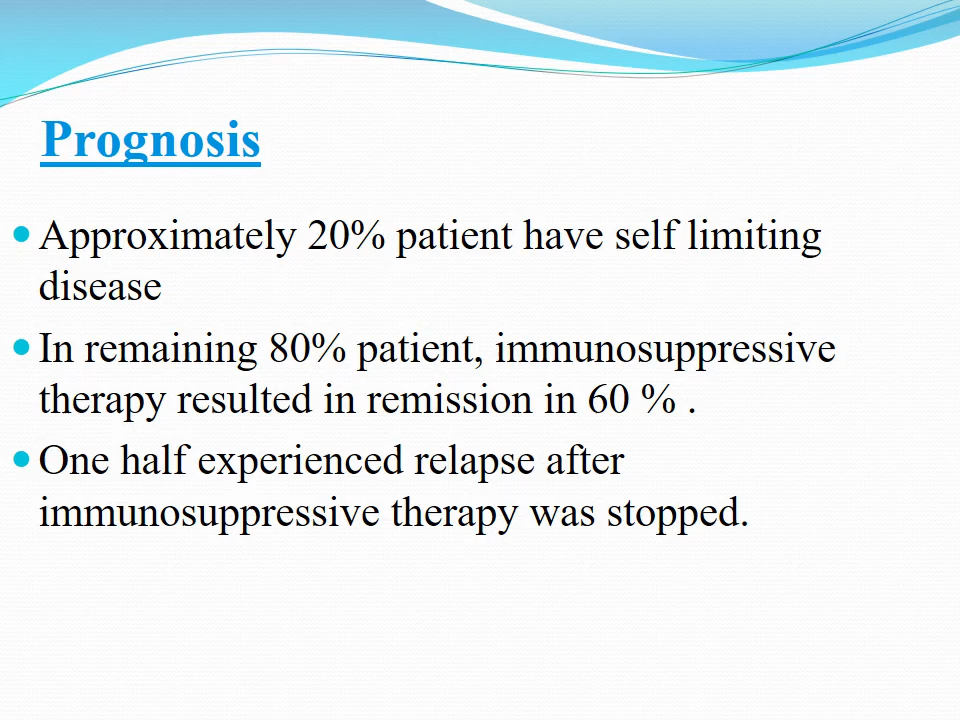 Prognosis
Approximately 20% patient have self limiting
disease
In remaining 80% patient, immunosuppressive
therapy resulted in remission in 60 % .
One half experienced relapse after
immunosuppressive therapy was stopped.